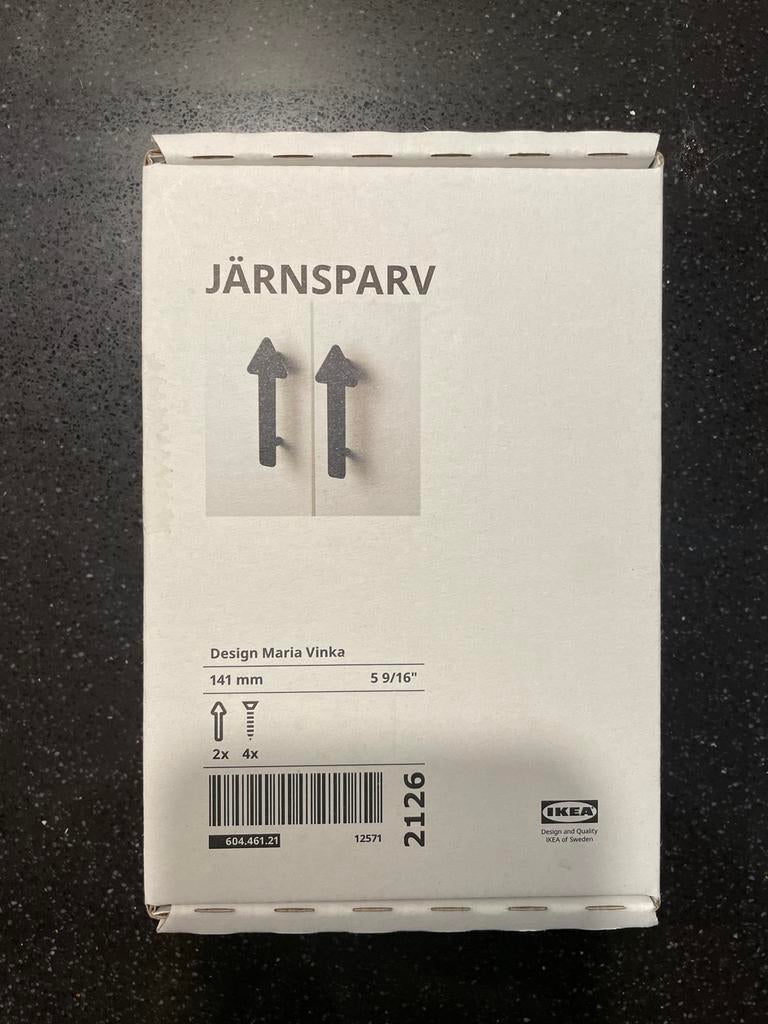 JÄRNSPARV
Design Maria Vinka
141 mm 5 9/16"
2x 4x
604.461.21 12571
2126
IKEA
Design and Quality
IKEA of Sweden